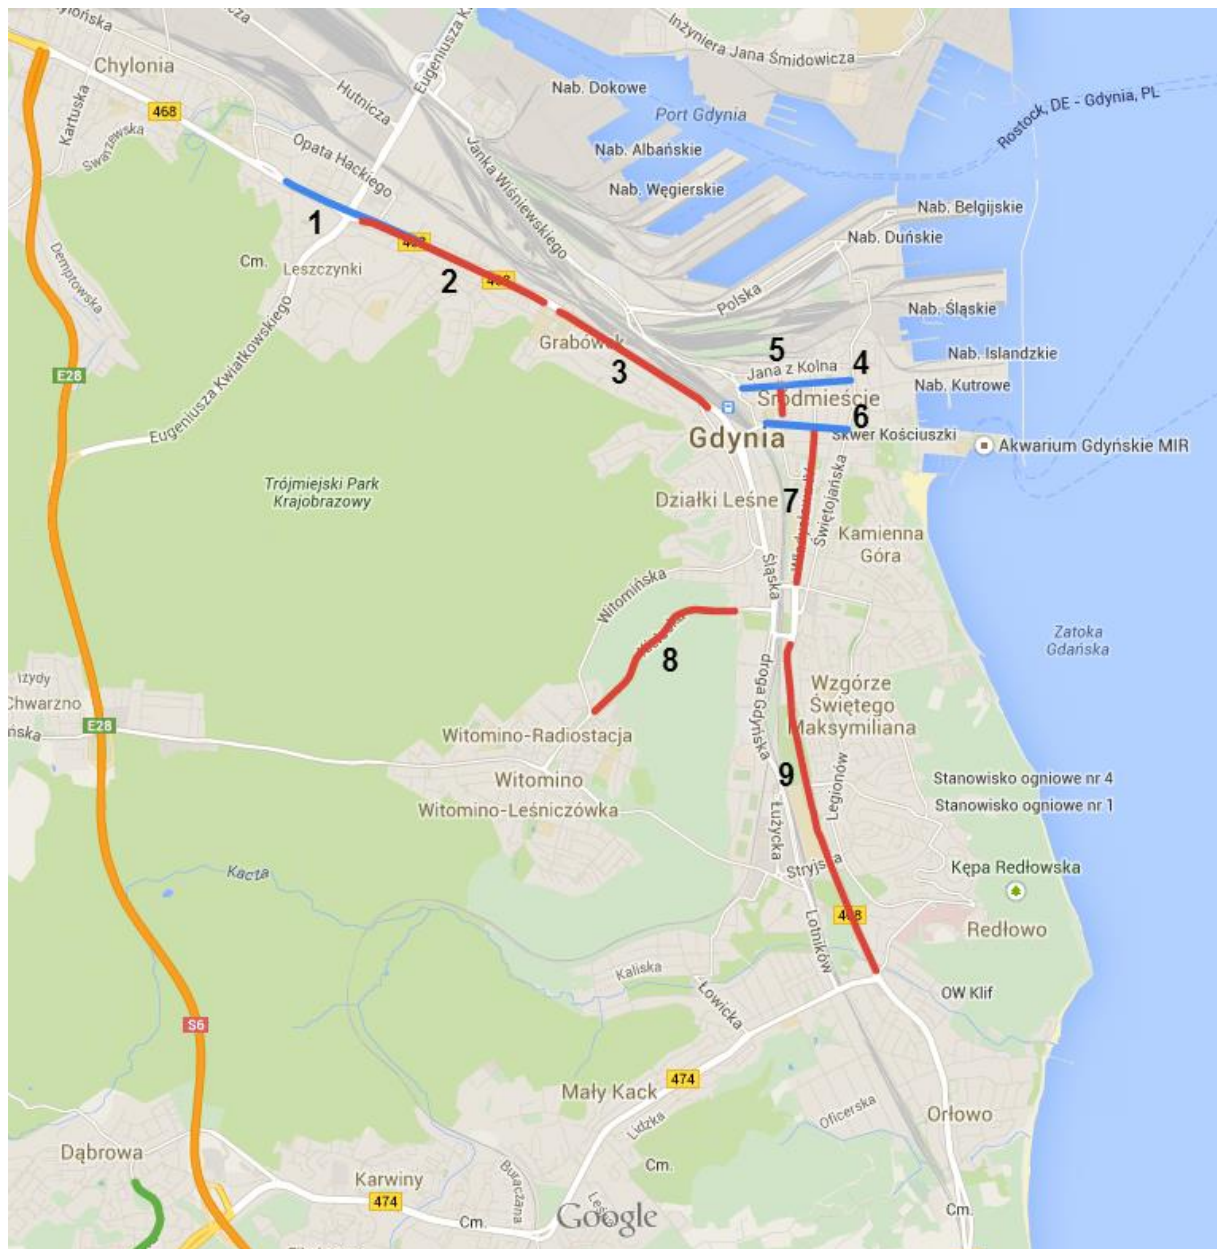 Inżyniera Jana Śmidowicza
Chylonia
Kartuska
468
Hutnicza
Eugeniusza
Nab. Dokowe
Port Gdynia
Rostock, DE - Gdynia, PL
Opata Hackiego
Janka Wiśniewskiego
Nab. Albańskie
Nab. Węgierskie
Nab. Belgijskie
Nab. Duńskie
1
2
3
Cm.
Leszczynki
Demptowska
Eugeniusza Kwiatkowskiego
Polska
Nab. Śląskie
Nab. Islandzkie
Nab. Kutrowe
E28
5
4
Jana z Kolna
Śródmieście
6
Gdynia
Skwer Kościuszki
Akwarium Gdyńskie MIR
Trójmiejski Park
Krajobrazowy
Działki Leśne
7
Świętojańska
Kamienna
Góra
Śląska
Witomińska
8
Zatoka
Gdańska
droga Gdyńska
Wzgórze
Świętego
Maksymiliana
Chwarzno
E28
Witomino-Radiostacja
Witomino
Witomino-Leśniczówka
9
Legionów
Łużycka
Stanowisko ogniowe nr 4
Stanowisko ogniowe nr 1
Kacza
Kępa Redłowska
Redłowo
Lotników
Kaliska
Łowicka
OW Klif
S6
Mały Kack
474
Lidzka
Oficerska
Orłowo
Dąbrowa
Karwiny
474
Buraczana
Cm.
Cm.
Cm.
Google